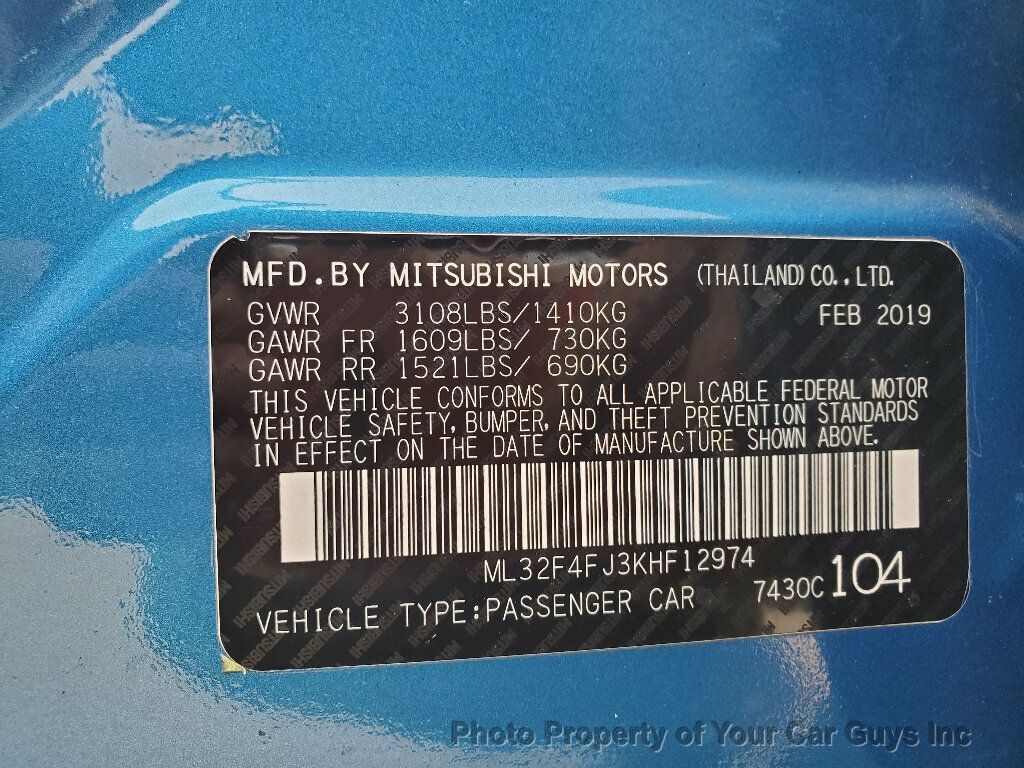 MFD.BY MITSUBISHI MOTORS (THAILAND) CO.,LTD.
GVWR 3108LBS/1410KG FEB 2019
GAWR FR 1609LBS/ 730KG
GAWR RR 1521LBS/ 690KG
THIS VEHICLE CONFORMS TO ALL APPLICABLE FEDERAL MOTOR
VEHICLE SAFETY, BUMPER, AND THEFT PREVENTION STANDARDS
IN EFFECT ON THE DATE OF MANUFACTURE SHOWN ABOVE.
ML32F4FJ3KHF12974
VEHICLE TYPE:PASSENGER CAR 7430C 104
Photo Property of Your Car Guys Inc